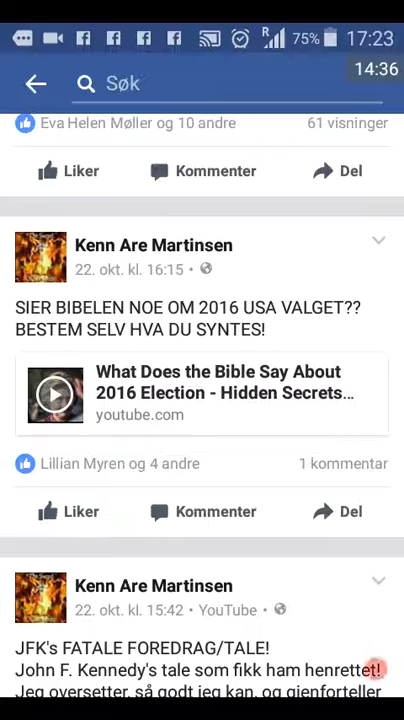 R 75% 17:23
14:36
Søk
Eva Helen Møller og 10 andre 61 visninger
Liker Kommenter Del
Kenn Are Martinsen
22. okt. kl. 16:15 •
SIER BIBELEN NOE OM 2016 USA VALGET??
BESTEM SELV HVA DU SYNTES!
What Does the Bible Say About
2016 Election - Hidden Secrets...
youtube.com
Lillian Myren og 4 andre 1 kommentar
Liker Kommenter Del
Kenn Are Martinsen
22. okt. kl. 15:42 • YouTube •
JFK's FATALE FOREDRAG/TALE!
John F. Kennedy's tale som fikk ham henrettet!
Jeg oversetter, så godt jeg kan, og gjenforteller